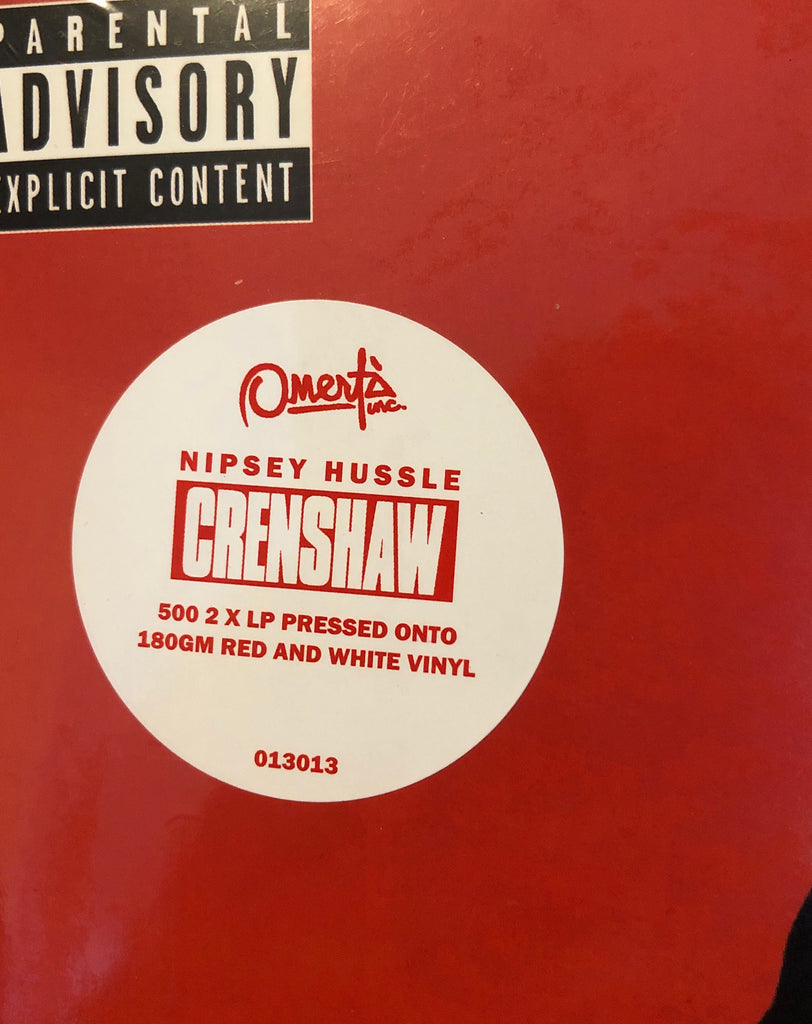 PARENTAL
ADVISORY
EXPLICIT CONTENT
Omertà
inc.
NIPSEY HUSSLE
CRENSHAW
500 2 X LP PRESSED ONTO
180GM RED AND WHITE VINYL
013013